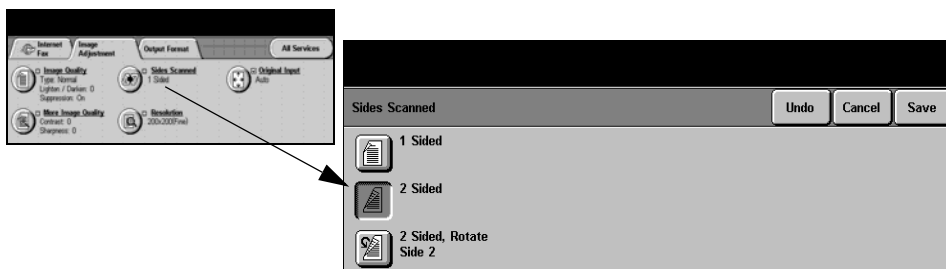 Internet Fax
Image Adjustment
Output Format
All Services
Image Quality
Type: Normal
Lighten / Darken: 0
Suppression: On
Sides Scanned
1 Sided
Original Input
Auto
More Image Quality
Contrast: 0
Sharpness: 0
Resolution
200x200(Fine)
Sides Scanned
Undo
Cancel
Save
1 Sided
2 Sided
2 Sided, Rotate
Side 2